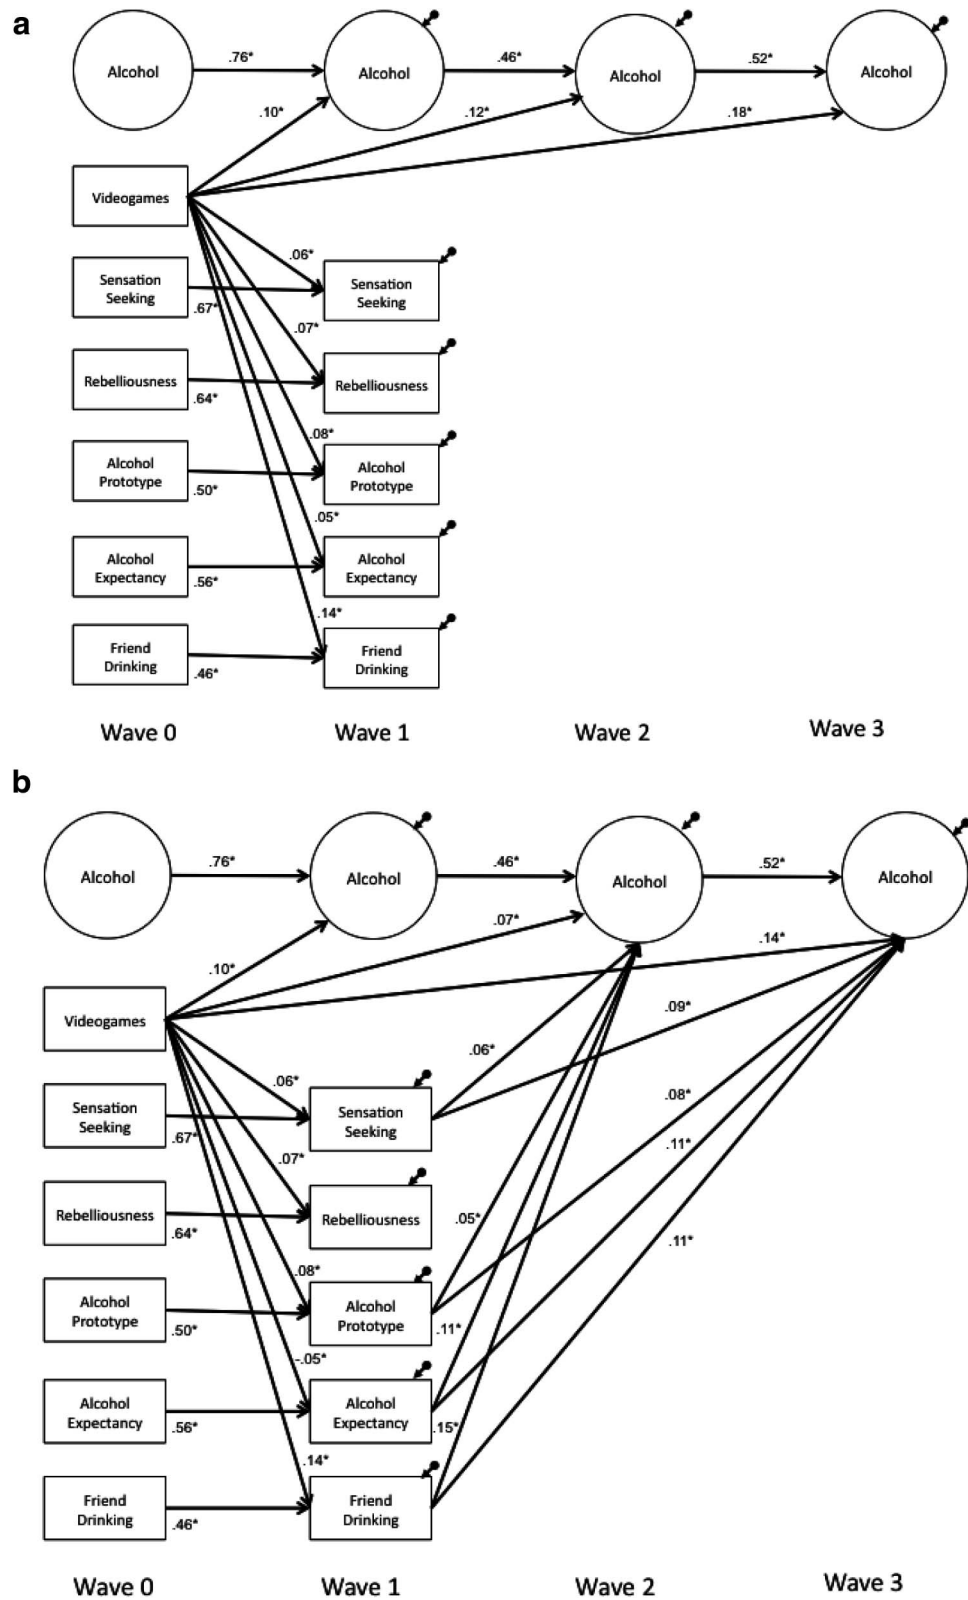 a
Alcohol
.76*
Alcohol
.46*
Alcohol
.52*
Alcohol
.10*
.12*
.18*
Videogames
.06*
Sensation
Seeking
.67*
Sensation
Seeking
.07*
Rebelliousness
.64*
Rebelliousness
.08*
Alcohol
Prototype
.50*
Alcohol
Prototype
.05*
Alcohol
Expectancy
.56*
Alcohol
Expectancy
.14*
Friend
Drinking
.46*
Friend
Drinking
Wave 0
Wave 1
Wave 2
Wave 3
b
Alcohol
.76*
Alcohol
.46*
Alcohol
.52*
Alcohol
.10*
.07*
.14*
Videogames
.09*
.06*
.06*
Sensation
Seeking
.67*
Sensation
Seeking
.08*
.07*
.11*
Rebelliousness
.64*
Rebelliousness
.05*
.11*
.08*
Alcohol
Prototype
.50*
Alcohol
Prototype
.11*
-.05*
Alcohol
Expectancy
.56*
Alcohol
Expectancy
.15*
.14*
Friend
Drinking
.46*
Friend
Drinking
Wave 0
Wave 1
Wave 2
Wave 3